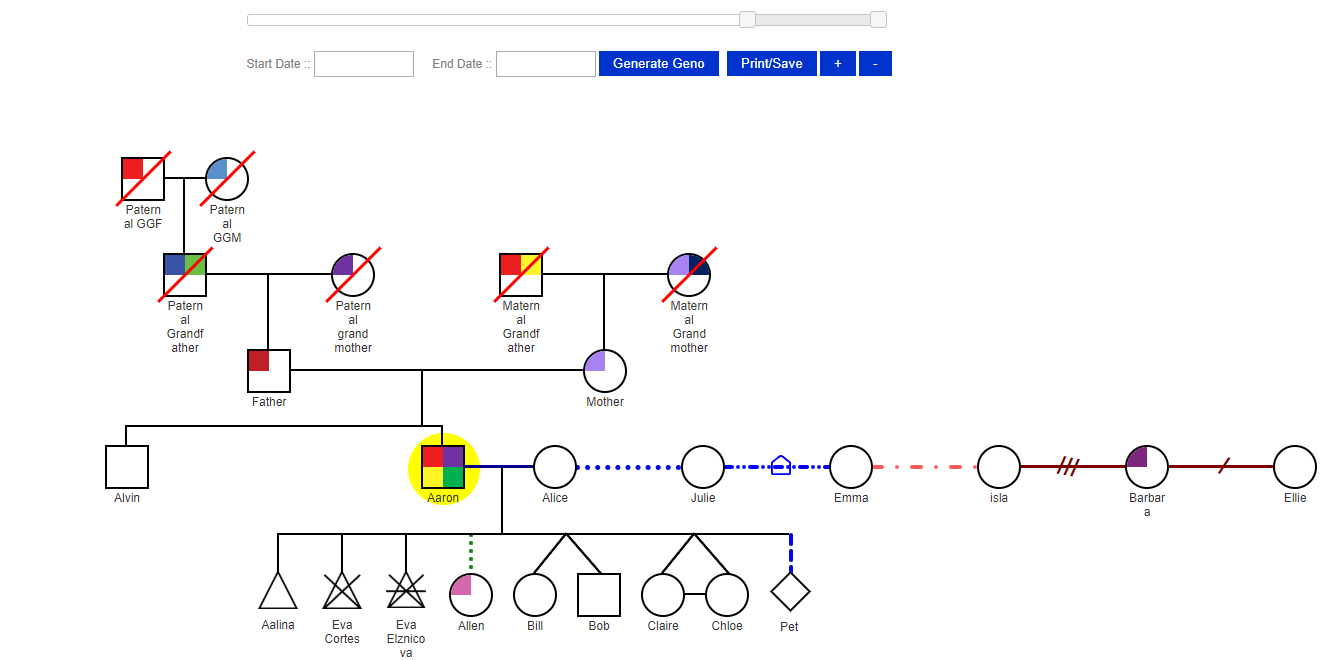 Start Date ::
End Date ::
Generate Geno
Print/Save
+
-
Patern
al GGF
Patern
al
GGM
Patern
al
Grandf
ather
Patern
al
grand
mother
Matern
al
Grandf
ather
Matern
al
Grand
mother
Father
Mother
Alvin
Aaron
Alice
Julie
Emma
isla
Barbar
a
Ellie
Aalina
Eva
Cortes
Eva
Elznico
va
Allen
Bill
Bob
Claire
Chloe
Pet